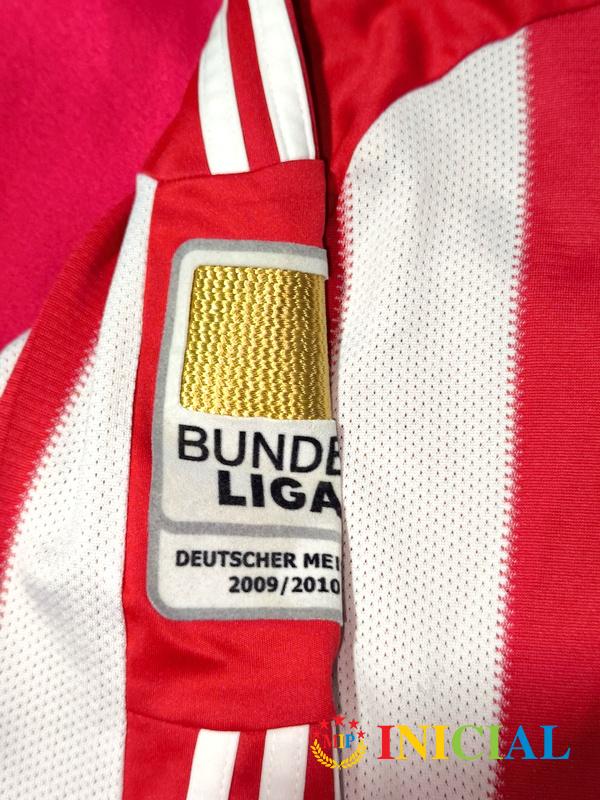 BUNDE
LIGA
DEUTSCHER MEI
2009/2010
INICIAL